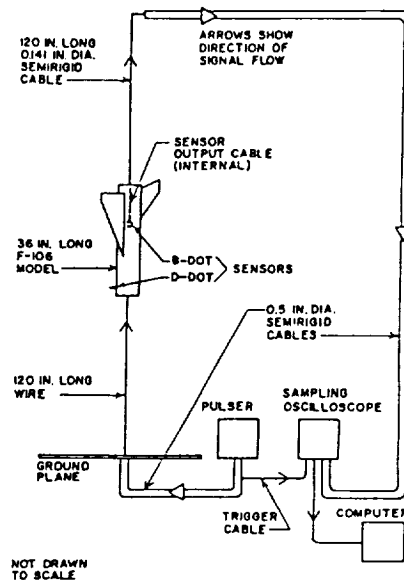 120 IN. LONG
0.141 IN. DIA.
SEMIRIGID
CABLE
ARROWS SHOW
DIRECTION OF
SIGNAL FLOW
SENSOR
OUTPUT CABLE
(INTERNAL)
36 IN. LONG
F-106
MODEL
B-DOT
D-DOT
SENSORS
0.5 IN. DIA.
SEMIRIGID
CABLES
120 IN. LONG
WIRE
PULSER
SAMPLING
OSCILLOSCOPE
GROUND
PLANE
TRIGGER
CABLE
COMPUTER
NOT DRAWN
TO SCALE